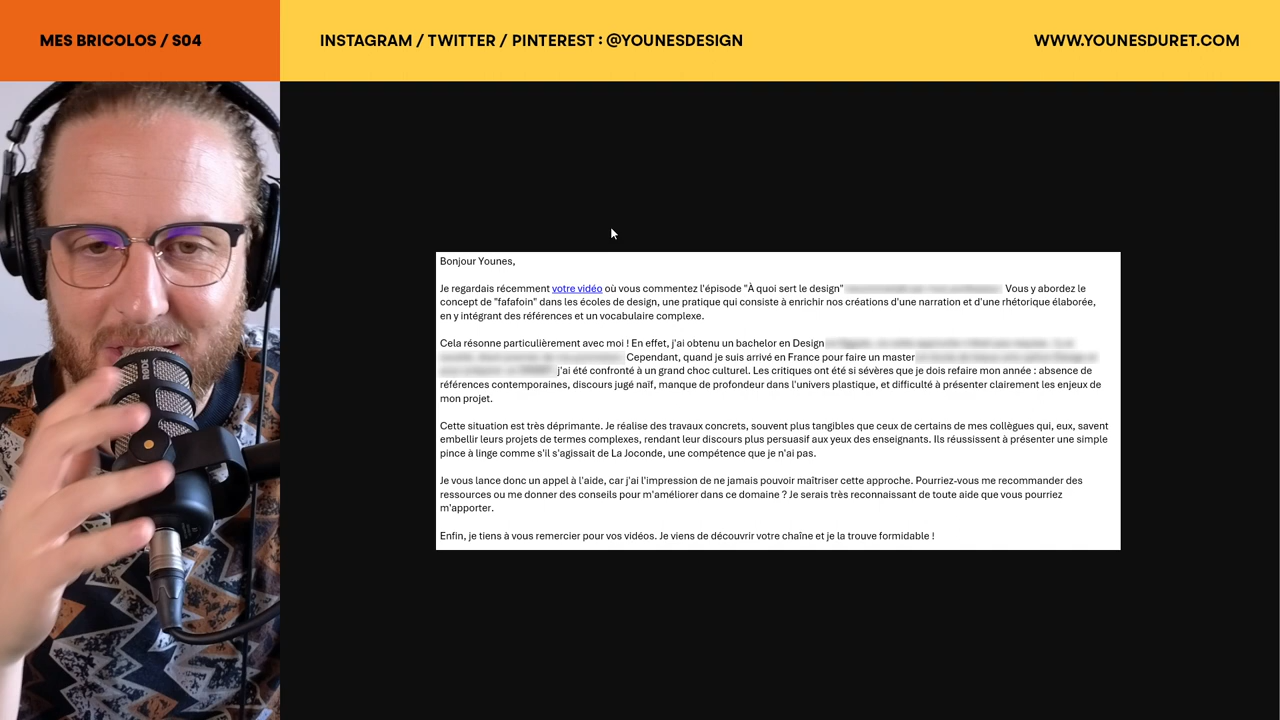 MES BRICOLOS / S04
INSTAGRAM / TWITTER / PINTEREST : @YOUNESDESIGN
WWW.YOUNESDURET.COM
RØDE
Bonjour Younes,
Je regardais récemment votre vidéo où vous commentez l'épisode "À quoi sert le design" Vous y abordez le
concept de "fafafoin" dans les écoles de design, une pratique qui consiste à enrichir nos créations d'une narration et d'une rhétorique élaborée,
en y intégrant des références et un vocabulaire complexe.
Cela résonne particulièrement avec moi ! En effet, j'ai obtenu un bachelor en Design
Cependant, quand je suis arrivé en France pour faire un master
j'ai été confronté à un grand choc culturel. Les critiques ont été si sévères que je dois refaire mon année : absence de
références contemporaines, discours jugé naïf, manque de profondeur dans l'univers plastique, et difficulté à présenter clairement les enjeux de
mon projet.
Cette situation est très déprimante. Je réalise des travaux concrets, souvent plus tangibles que ceux de certains de mes collègues qui, eux, savent
embellir leurs projets de termes complexes, rendant leur discours plus persuasif aux yeux des enseignants. Ils réussissent à présenter une simple
pince à linge comme s'il s'agissait de La Joconde, une compétence que je n'ai pas.
Je vous lance donc un appel à l'aide, car j'ai l'impression de ne jamais pouvoir maîtriser cette approche. Pourriez-vous me recommander des
ressources ou me donner des conseils pour m'améliorer dans ce domaine ? Je serais très reconnaissant de toute aide que vous pourriez
m'apporter.
Enfin, je tiens à vous remercier pour vos vidéos. Je viens de découvrir votre chaîne et je la trouve formidable !